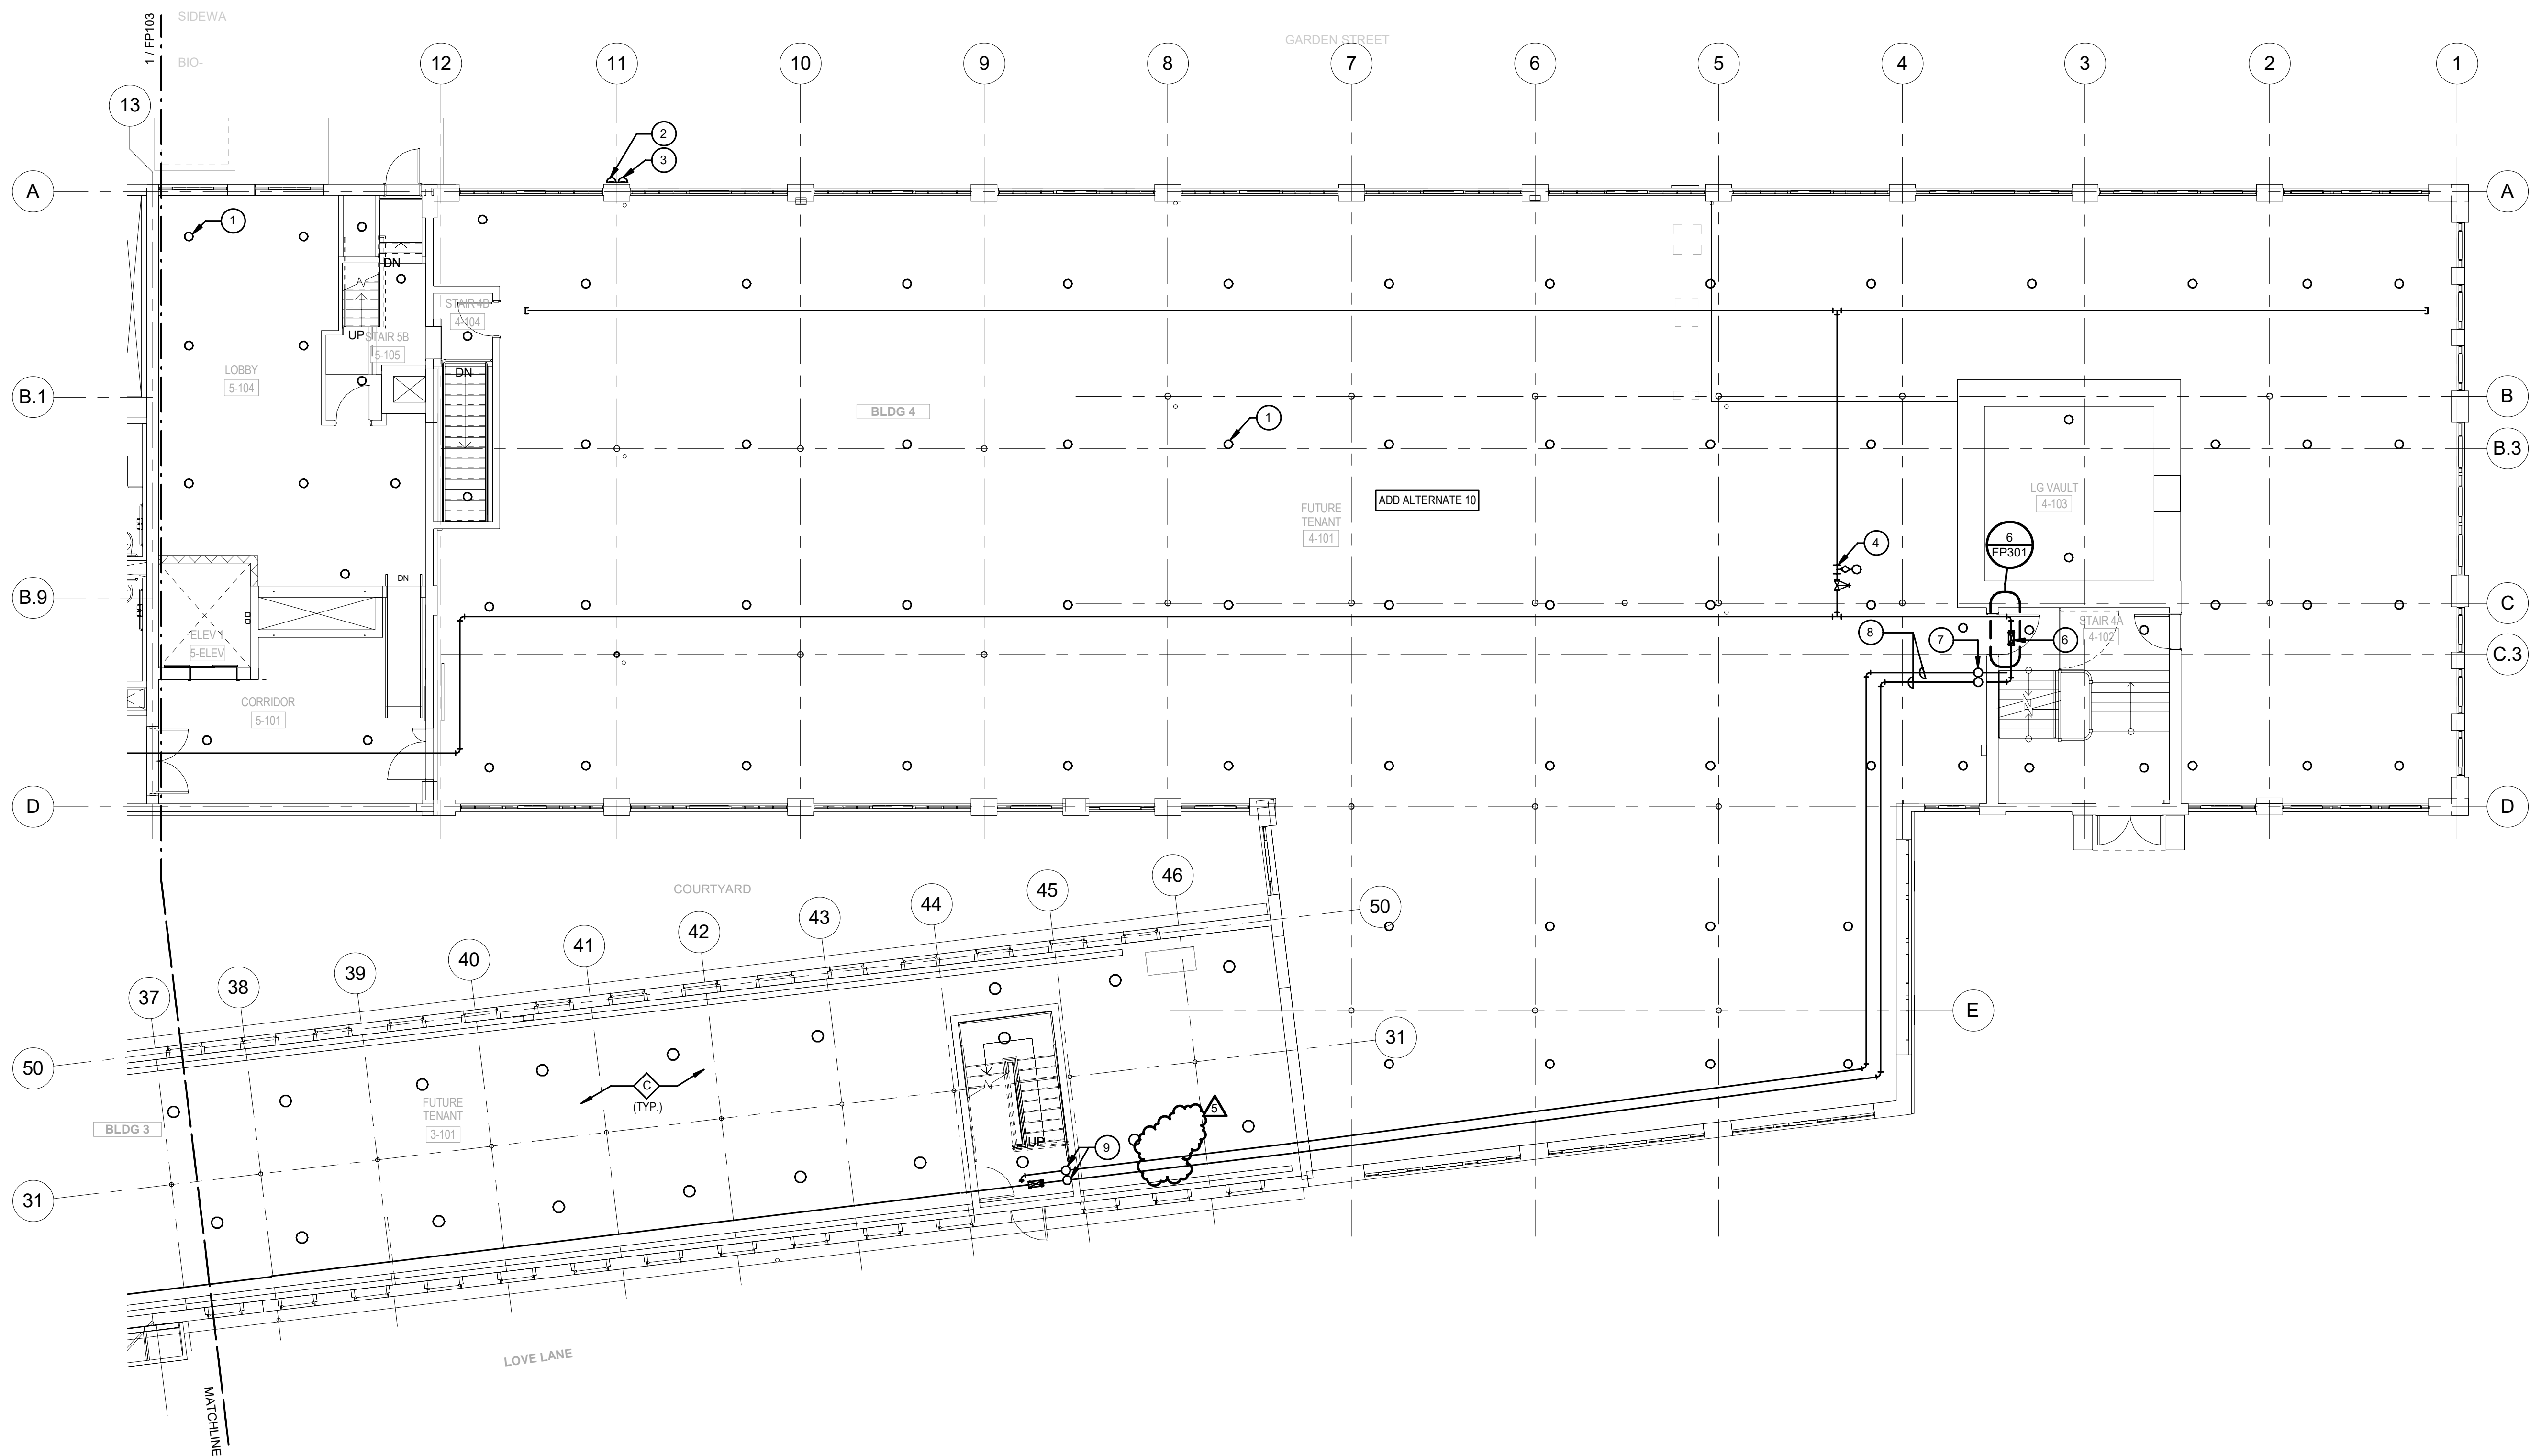 1 / FP103
SIDEWA
BIO-
GARDEN STREET
13
12
11
10
9
8
7
6
5
4
3
2
1
2
3
A
A
1
DN
UP
STAIR 5B
5-105
STAIR 4B
4-104
DN
LOBBY
5-104
B.1
BLDG 4
1
B
B.3
ADD ALTERNATE 10
FUTURE
TENANT
4-101
LG VAULT
4-103
4
6
FP301
DN
B.9
C
ELEV 1
5-ELEV
8
7
6
STAIR 4A
4-102
C.3
CORRIDOR
5-101
D
D
COURTYARD
37
38
39
40
41
42
43
44
45
46
50
E
31
50
C
(TYP.)
FUTURE
TENANT
3-101
BLDG 3
5
UP
9
31
LOVE LANE
MATCHLINE